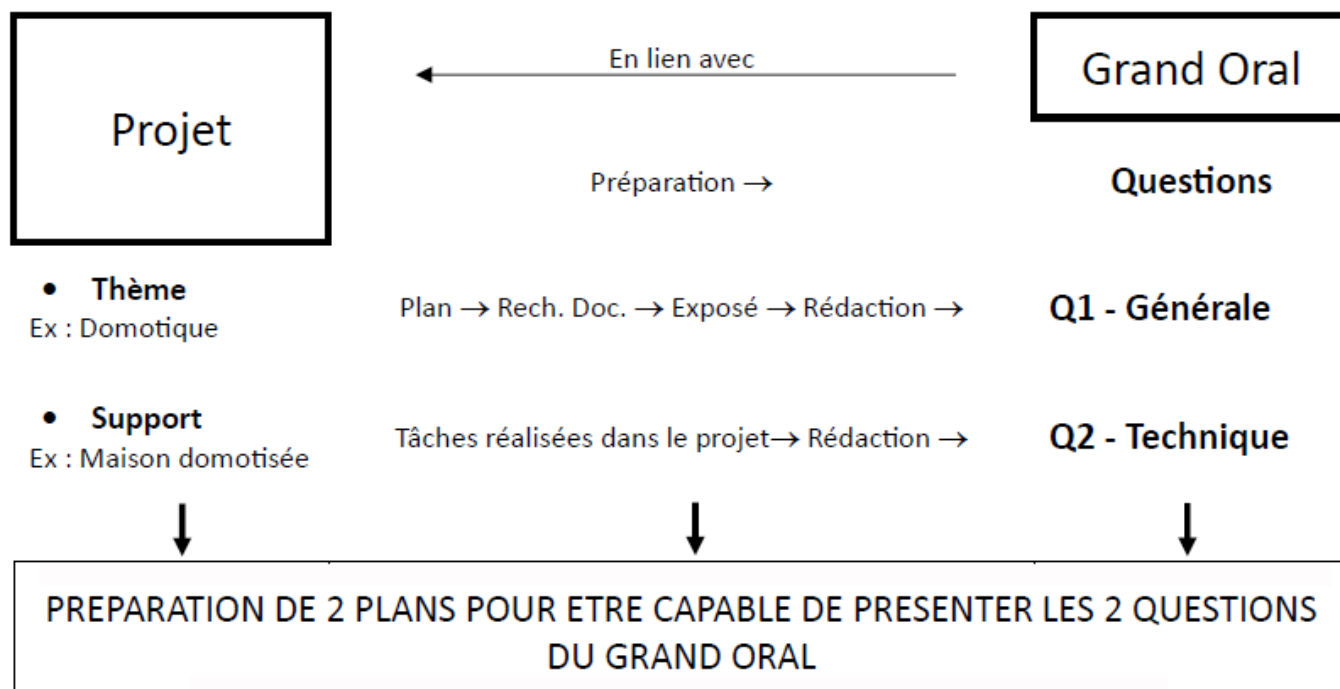 Projet
En lien avec
Grand Oral
Préparation →
Questions
• Thème
Ex : Domotique
Plan → Rech. Doc. → Exposé → Rédaction →
Q1 - Générale
• Support
Ex : Maison domotisée
Tâches réalisées dans le projet→ Rédaction →
Q2 - Technique
PREPARATION DE 2 PLANS POUR ETRE CAPABLE DE PRESENTER LES 2 QUESTIONS
DU GRAND ORAL